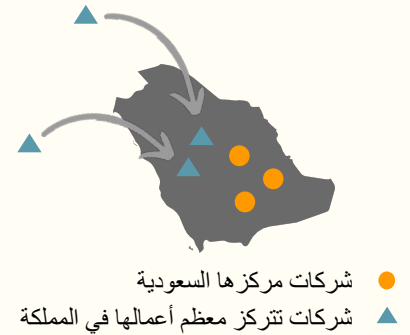 شركات مركزها السعودية
شركات تتركز معظم أعمالها في المملكة